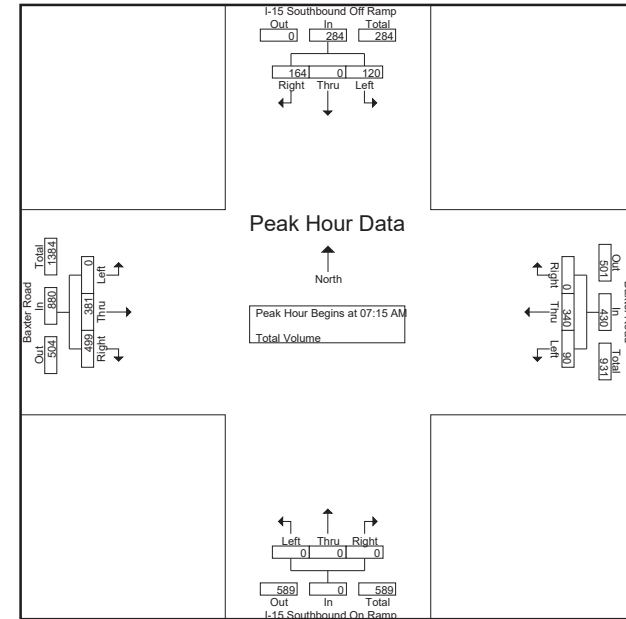 I-15 Southbound Off Ramp
Out In Total
0 284 284
164 0 120
Right Thru Left
Peak Hour Data
North
Peak Hour Begins at 07:15 AM
Total Volume
Baxter Road
Total In Out
1384 880 504
0 381 499
Left Thru Right
Out In Total
501 430 931
0 340 90
Right Thru Left
Left Thru Right
0 0 0
589 0 589
Out In Total
I-15 Southbound On Ramp